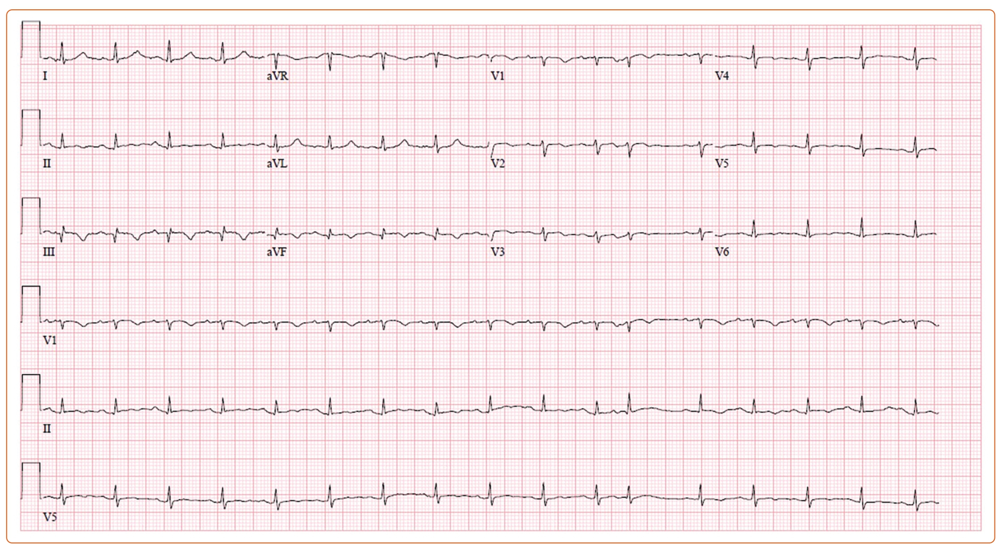 I aVR V1 V4
II aVL V2 V5
III aVF V3 V6
V1
II
V5